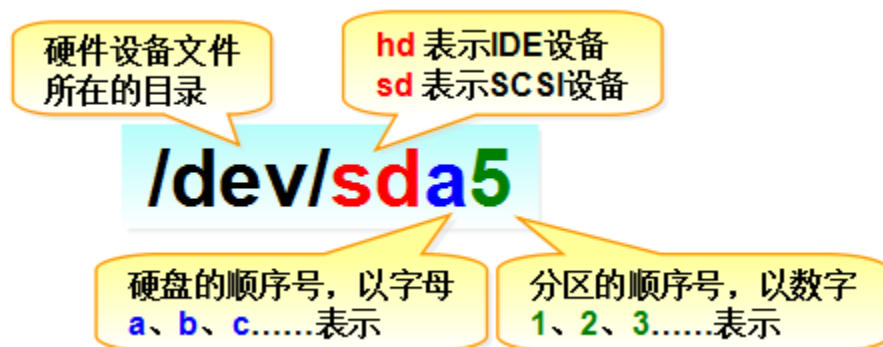 硬件设备文件
所在的目录
hd 表示IDE设备
sd 表示SCSI设备
/dev/sda5
硬盘的顺序号，以字母
a、b、c……表示
分区的顺序号，以数字
1、2、3……表示